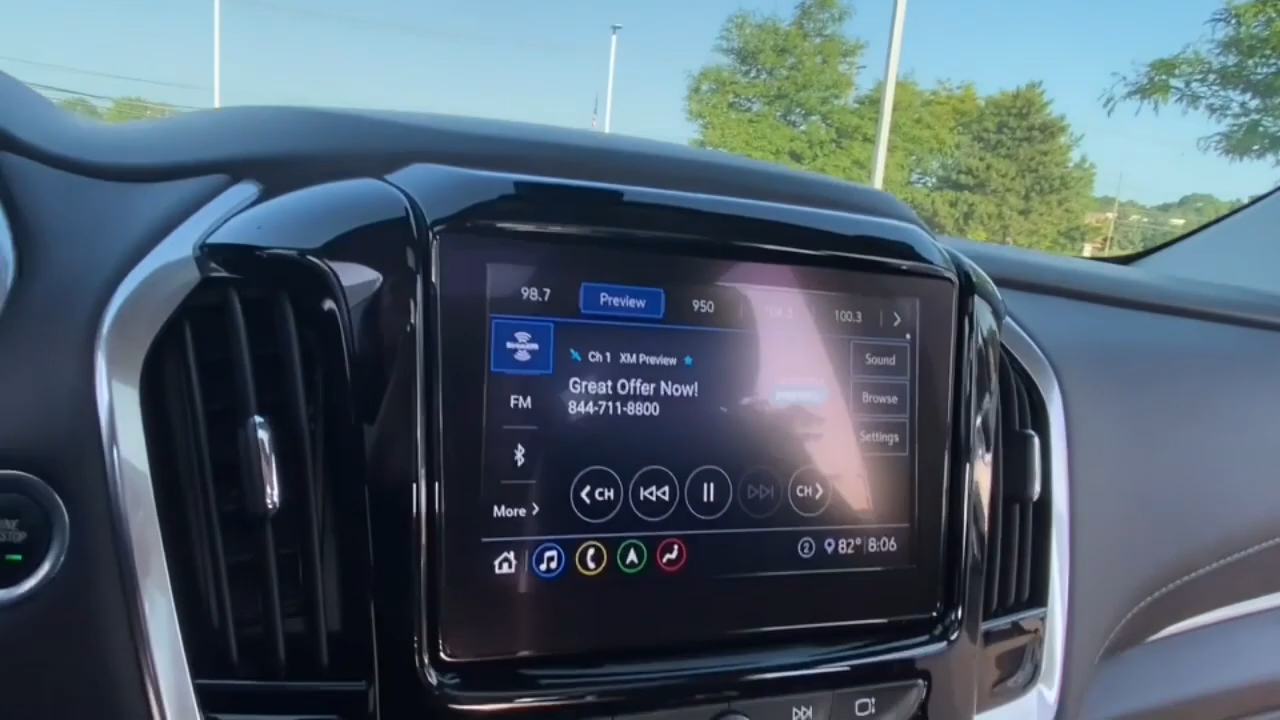 98.7 Preview 950 100.3
Ch 1 XM Preview
Great Offer Now!
844-711-8800
FM
More
Sound
Browse
Settings
CH
CH
2 82° 8:06
STOP